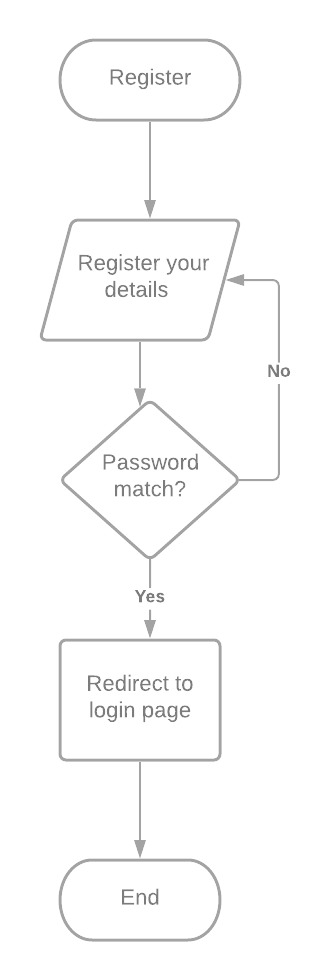 Register
Register your
details
No
Password
match?
Yes
Redirect to
login page
End